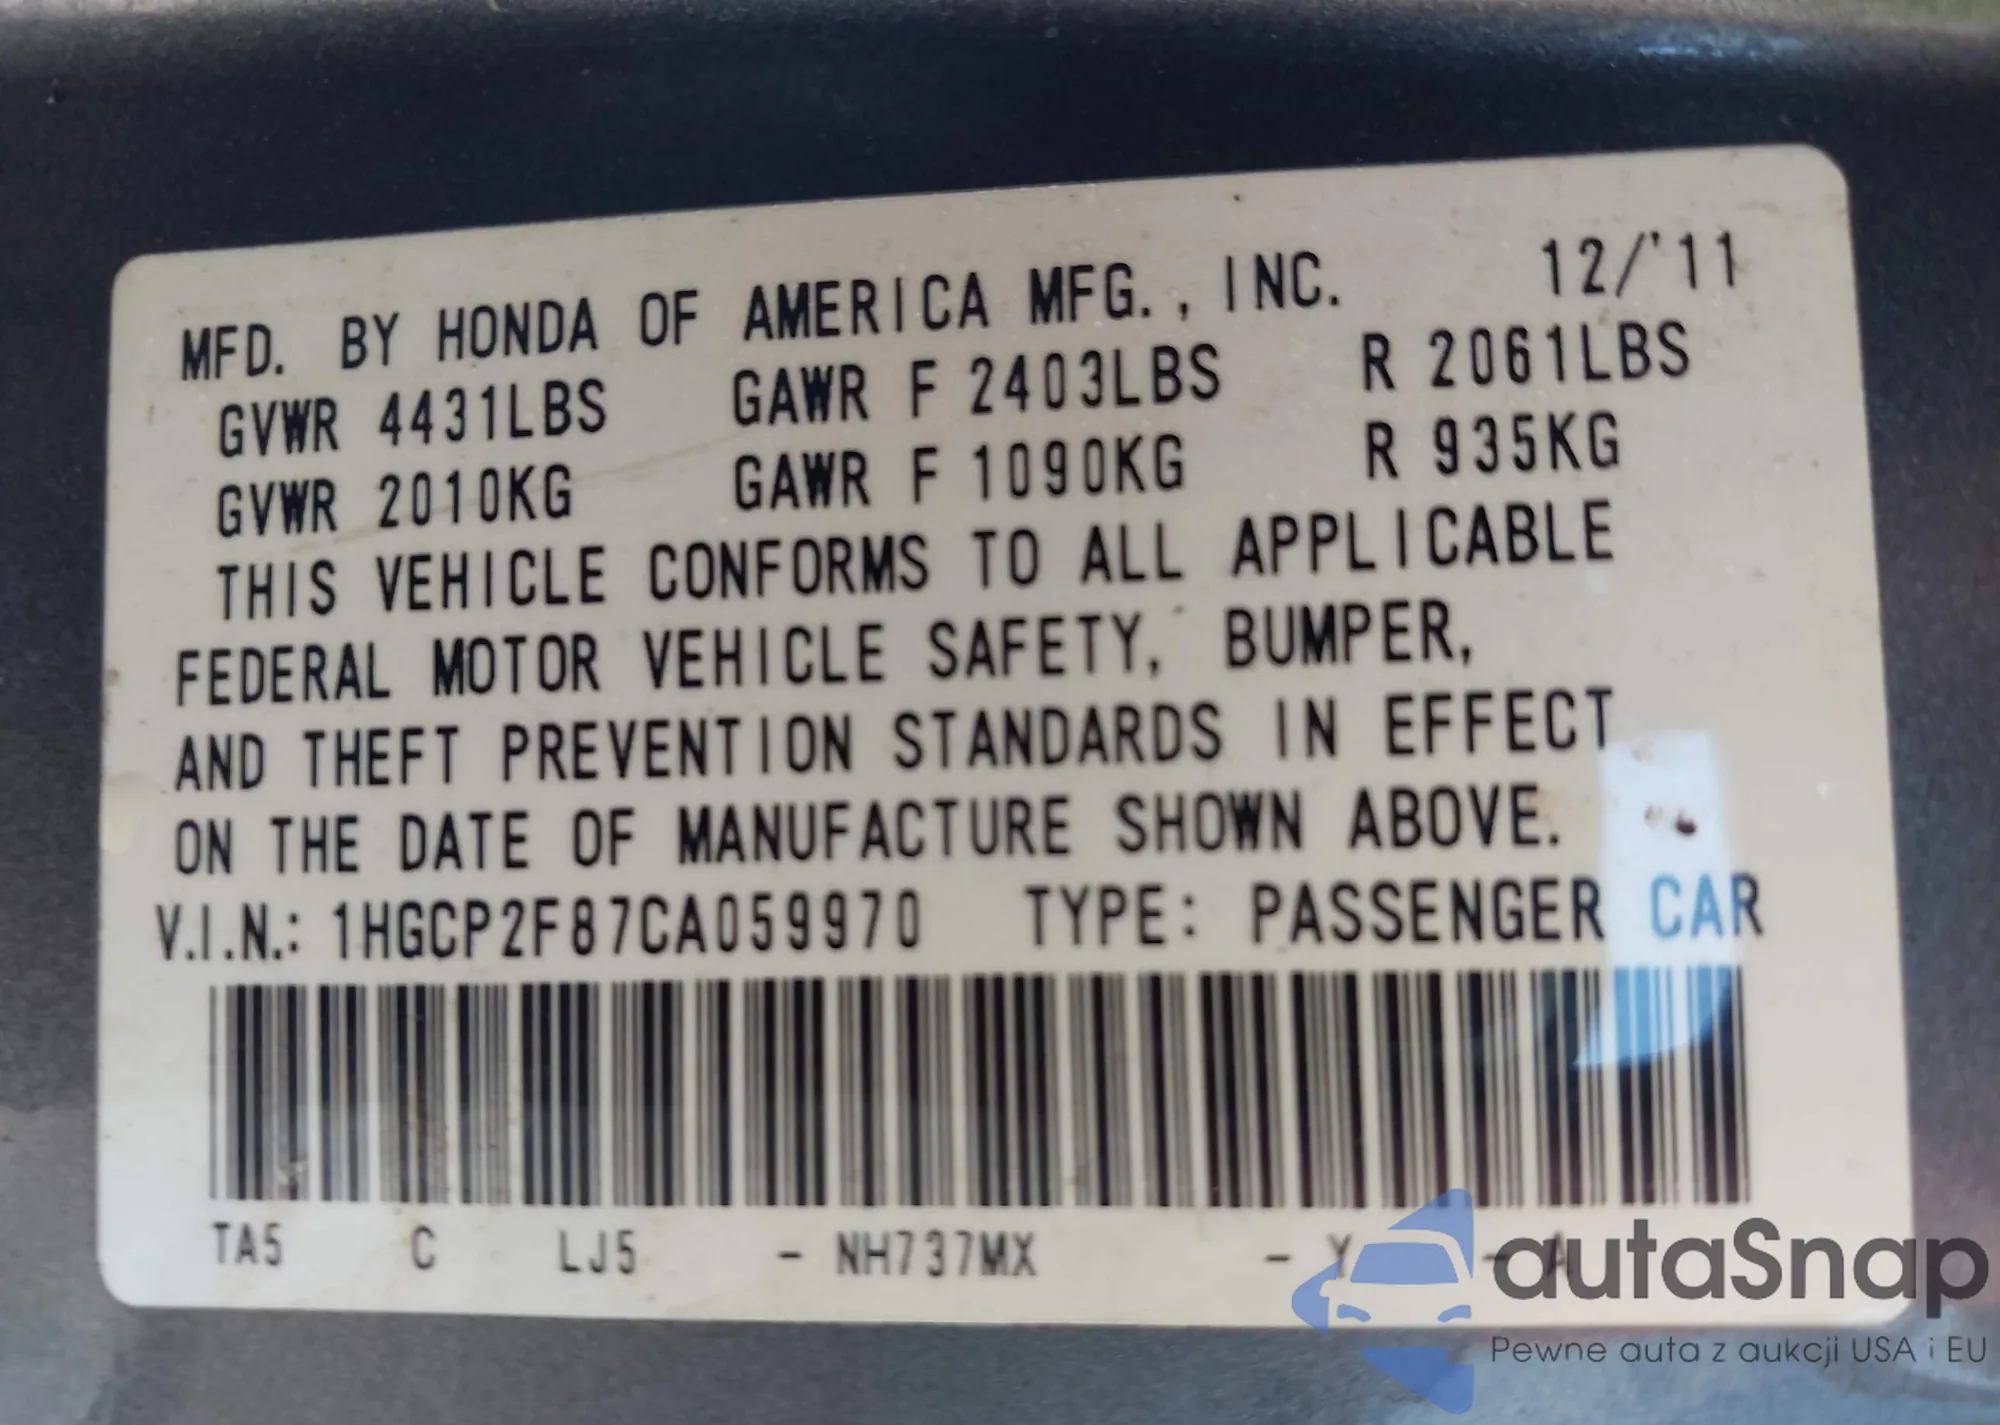 MFD. BY HONDA OF AMERICA MFG., INC. 12/'11
GVWR 4431LBS GAWR F 2403LBS R 2061LBS
GVWR 2010KG GAWR F 1090KG R 935KG
THIS VEHICLE CONFORMS TO ALL APPLICABLE
FEDERAL MOTOR VEHICLE SAFETY, BUMPER,
AND THEFT PREVENTION STANDARDS IN EFFECT
ON THE DATE OF MANUFACTURE SHOWN ABOVE.
V.I.N.: 1HGCP2F87CA059970 TYPE: PASSENGER CAR
TA5 C LJ5 - NH737MX - Y - A
autaSnap
Pewne auta z aukcji USA i EU